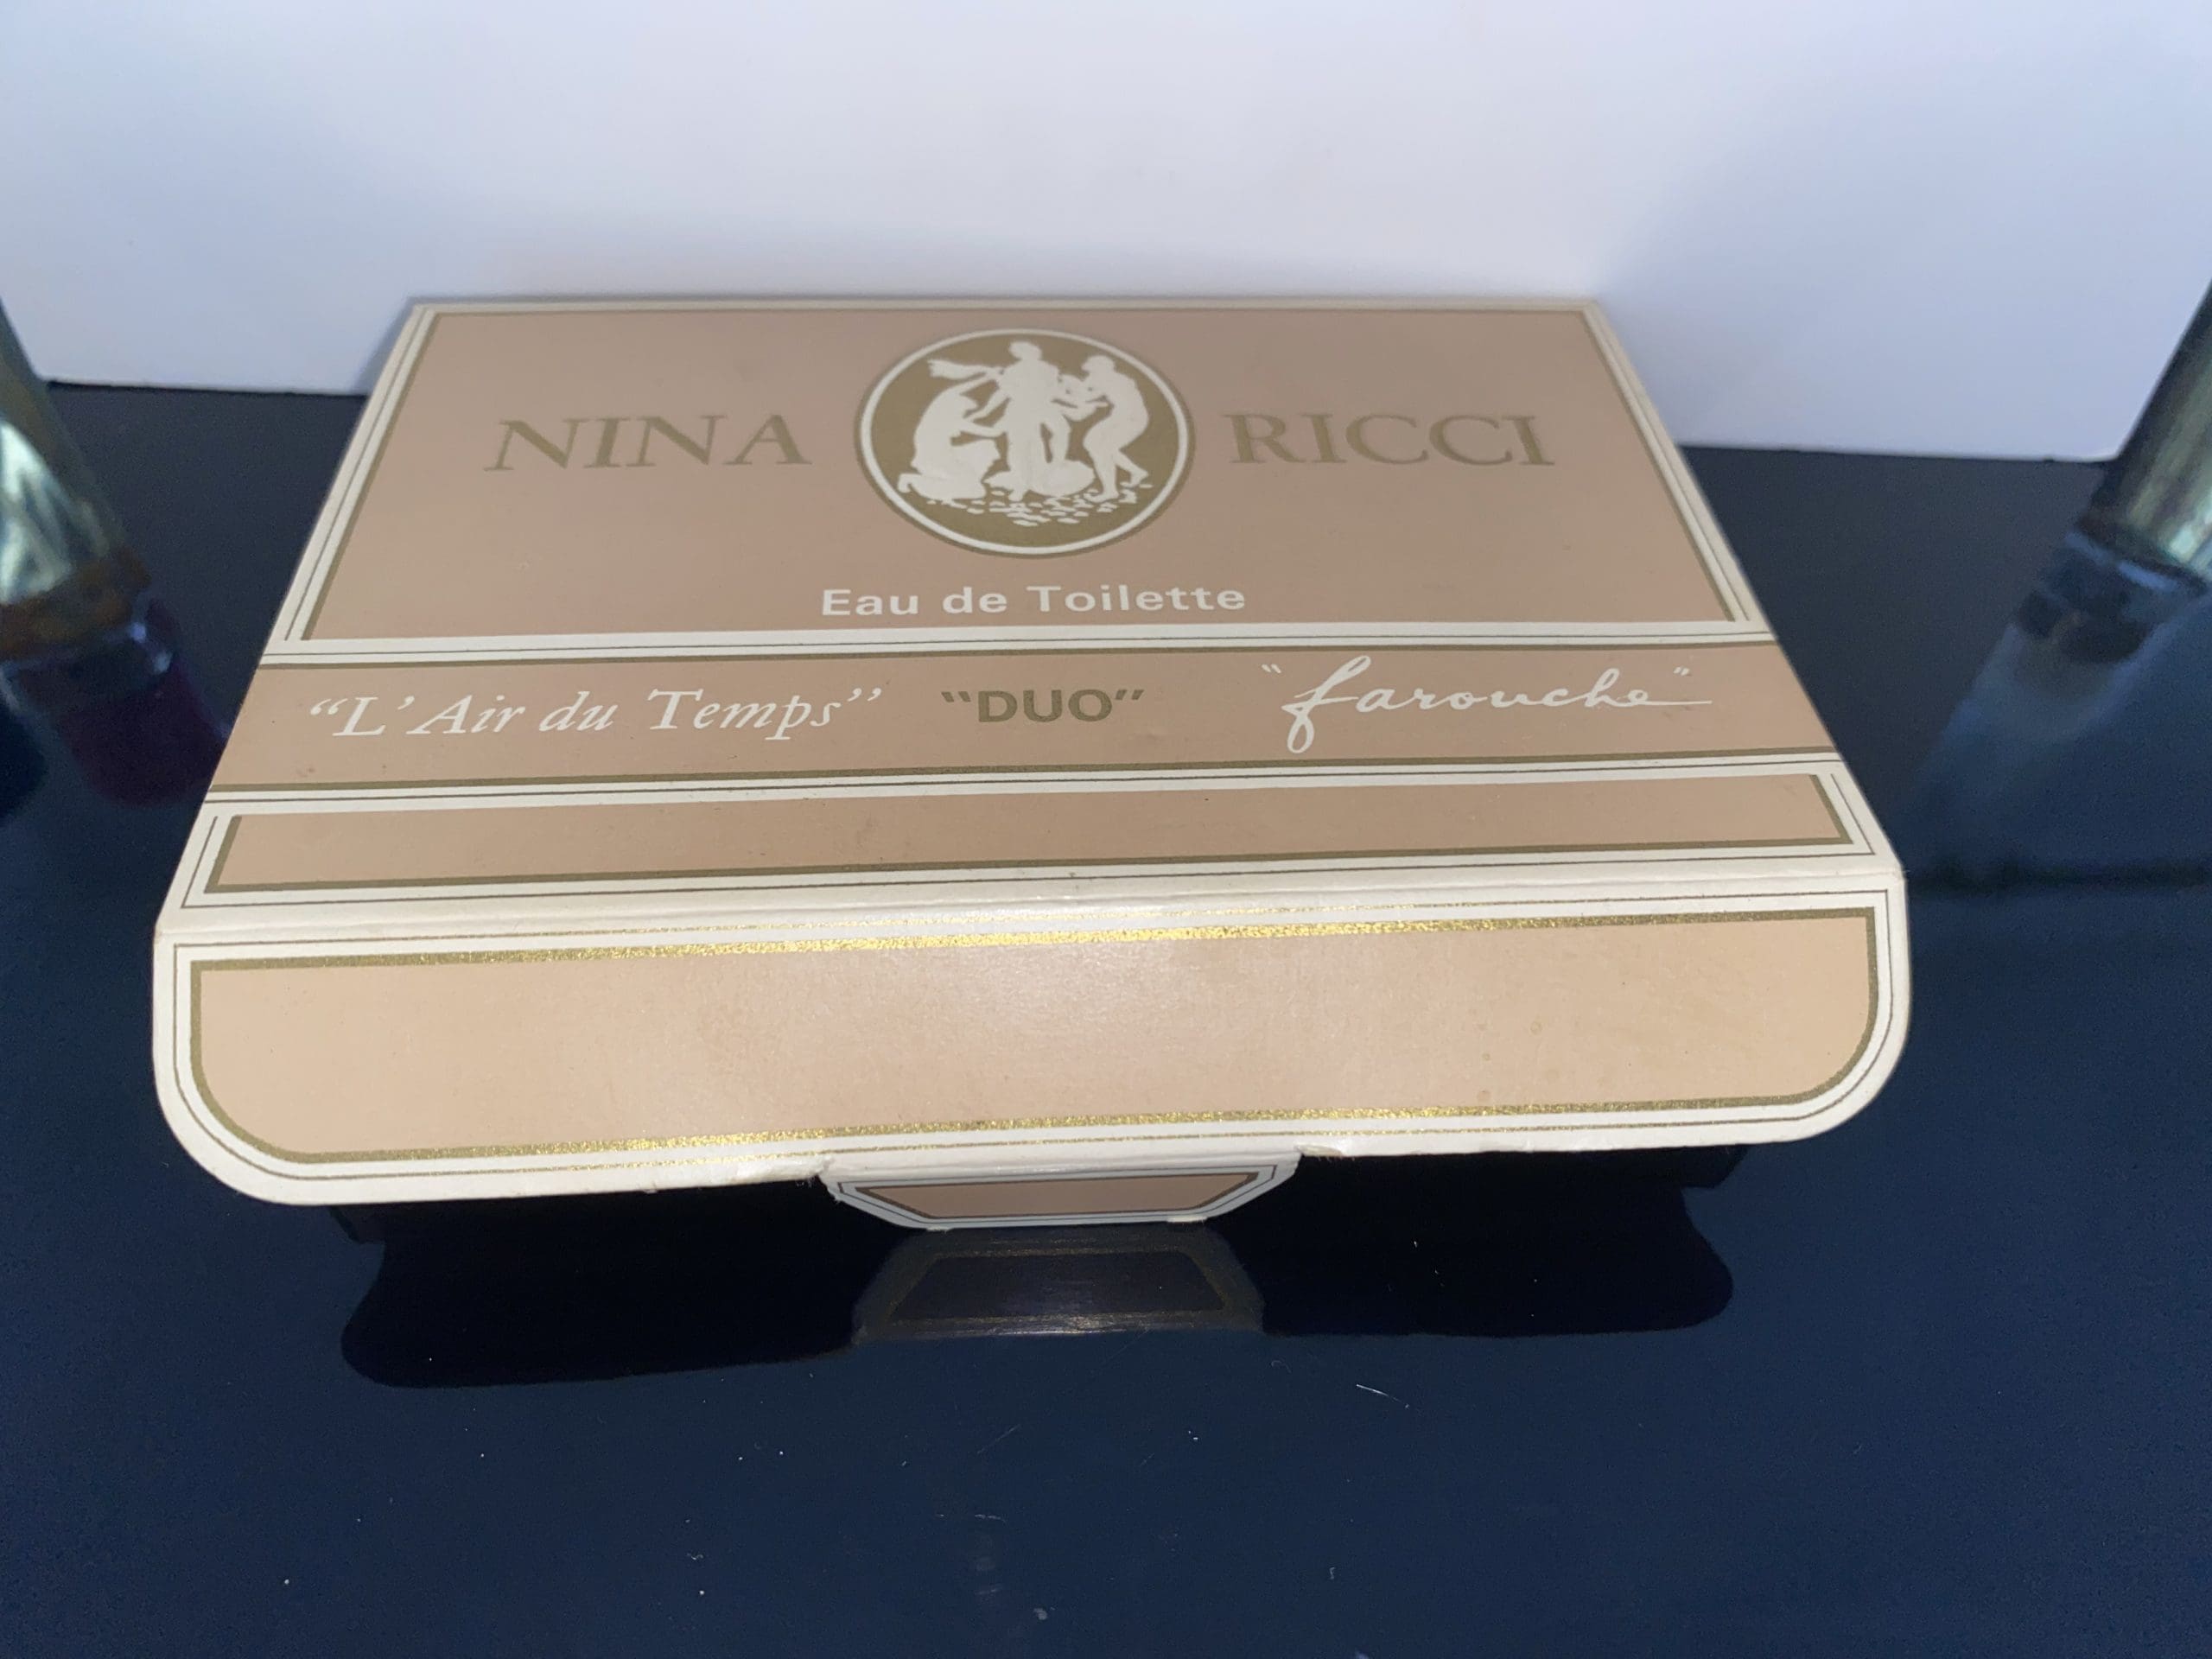 NINA RICCI
Eau de Toilette
“L'Air du Temps” "DUO" "farouche"